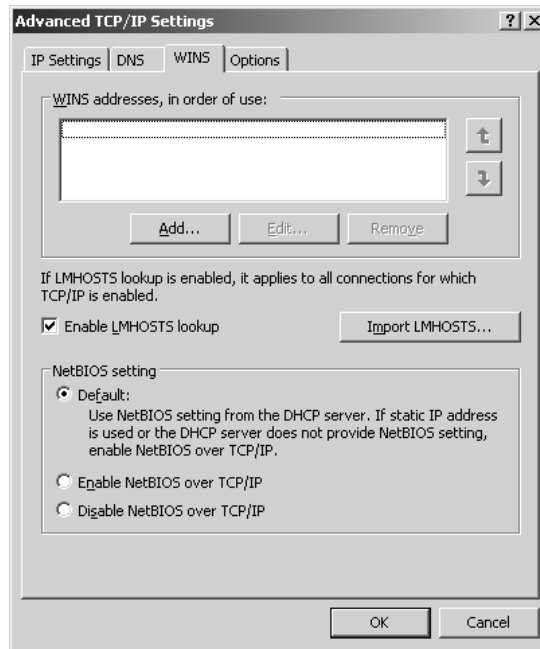 Advanced TCP/IP Settings
IP Settings DNS WINS Options
WINS addresses, in order of use:
Add... Edit... Remove
If LMHOSTS lookup is enabled, it applies to all connections for which
TCP/IP is enabled.
Enable LMHOSTS lookup Import LMHOSTS...
NetBIOS setting
Default:
Use NetBIOS setting from the DHCP server. If static IP address
is used or the DHCP server does not provide NetBIOS setting,
enable NetBIOS over TCP/IP.
Enable NetBIOS over TCP/IP
Disable NetBIOS over TCP/IP
OK Cancel